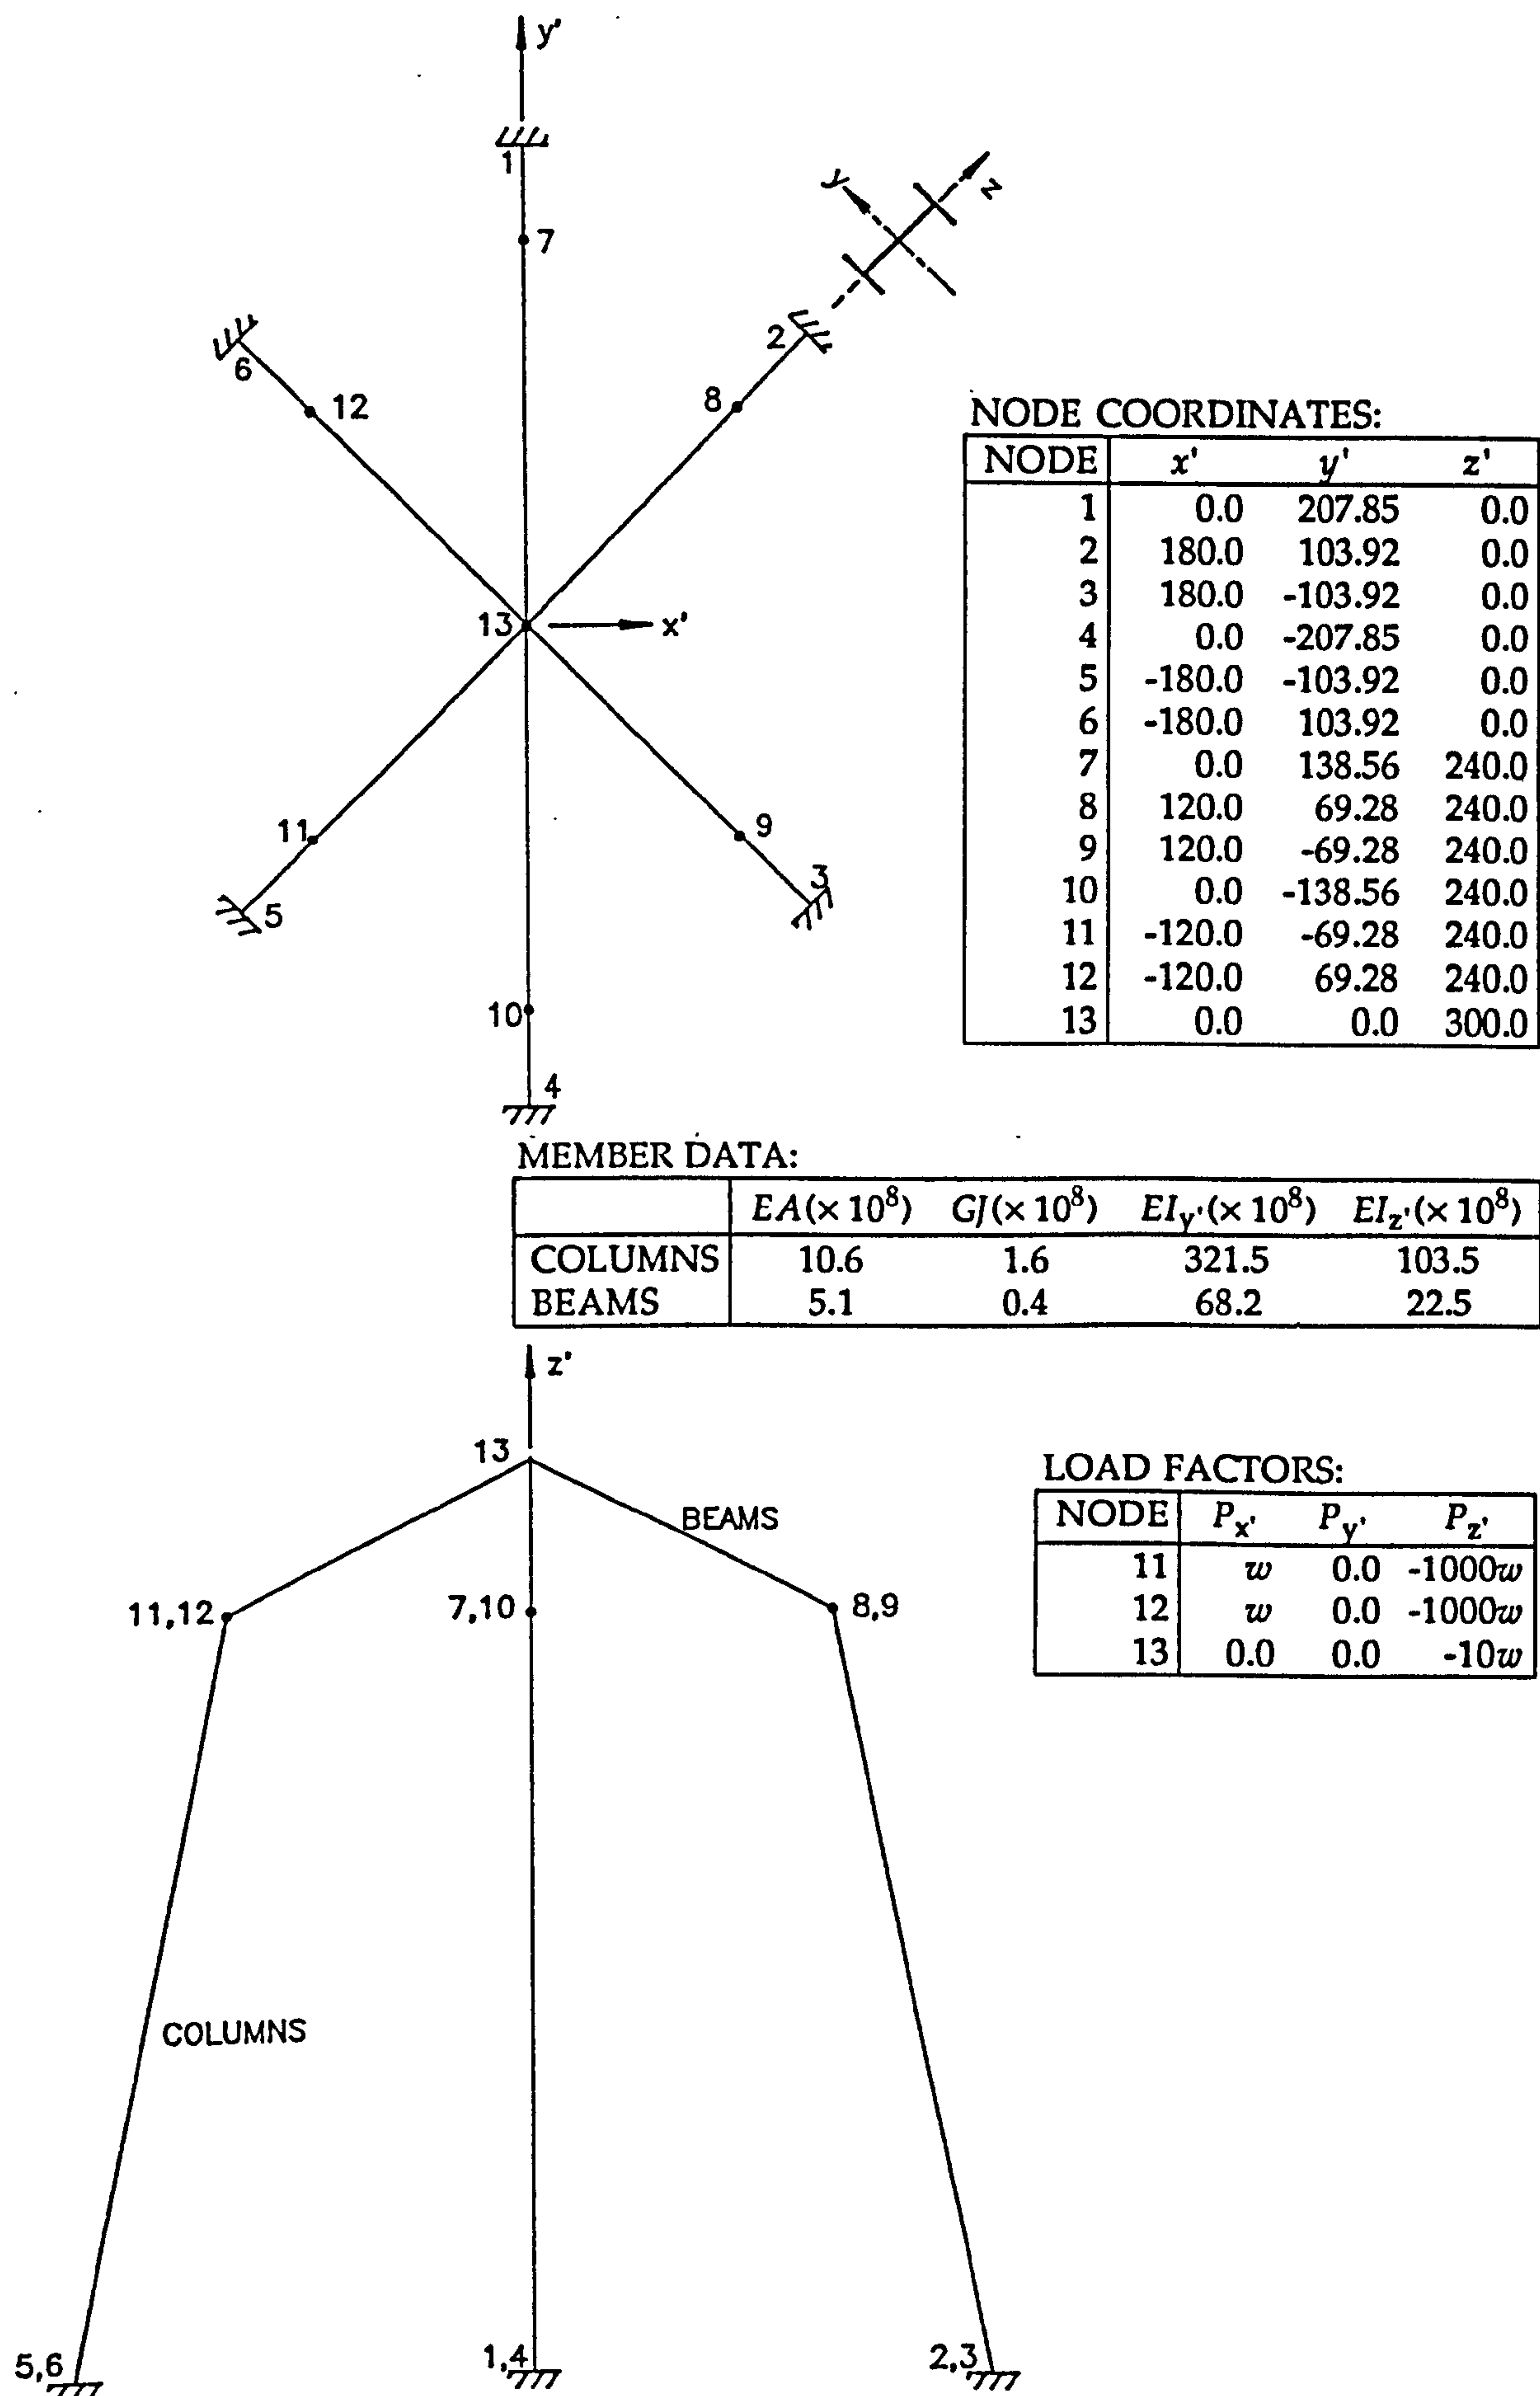 y'
1
7
y
z
2
6
12
8
13
x'
11
9
3
5
10
4
NODE COORDINATES:
NODE x' y' z'
1 0.0 207.85 0.0
2 180.0 103.92 0.0
3 180.0 -103.92 0.0
4 0.0 -207.85 0.0
5 -180.0 -103.92 0.0
6 -180.0 103.92 0.0
7 0.0 138.56 240.0
8 120.0 69.28 240.0
9 120.0 -69.28 240.0
10 0.0 -138.56 240.0
11 -120.0 -69.28 240.0
12 -120.0 69.28 240.0
13 0.0 0.0 300.0
MEMBER DATA:
EA(× 10⁸) GJ(× 10⁸) EI_y'(× 10⁸) EI_z'(× 10⁸)
COLUMNS 10.6 1.6 321.5 103.5
BEAMS 5.1 0.4 68.2 22.5
z'
13
BEAMS
11,12
7,10
8,9
COLUMNS
5,6
1,4
2,3
LOAD FACTORS:
NODE P_x' P_y' P_z'
11 w 0.0 -1000w
12 w 0.0 -1000w
13 0.0 0.0 -10w